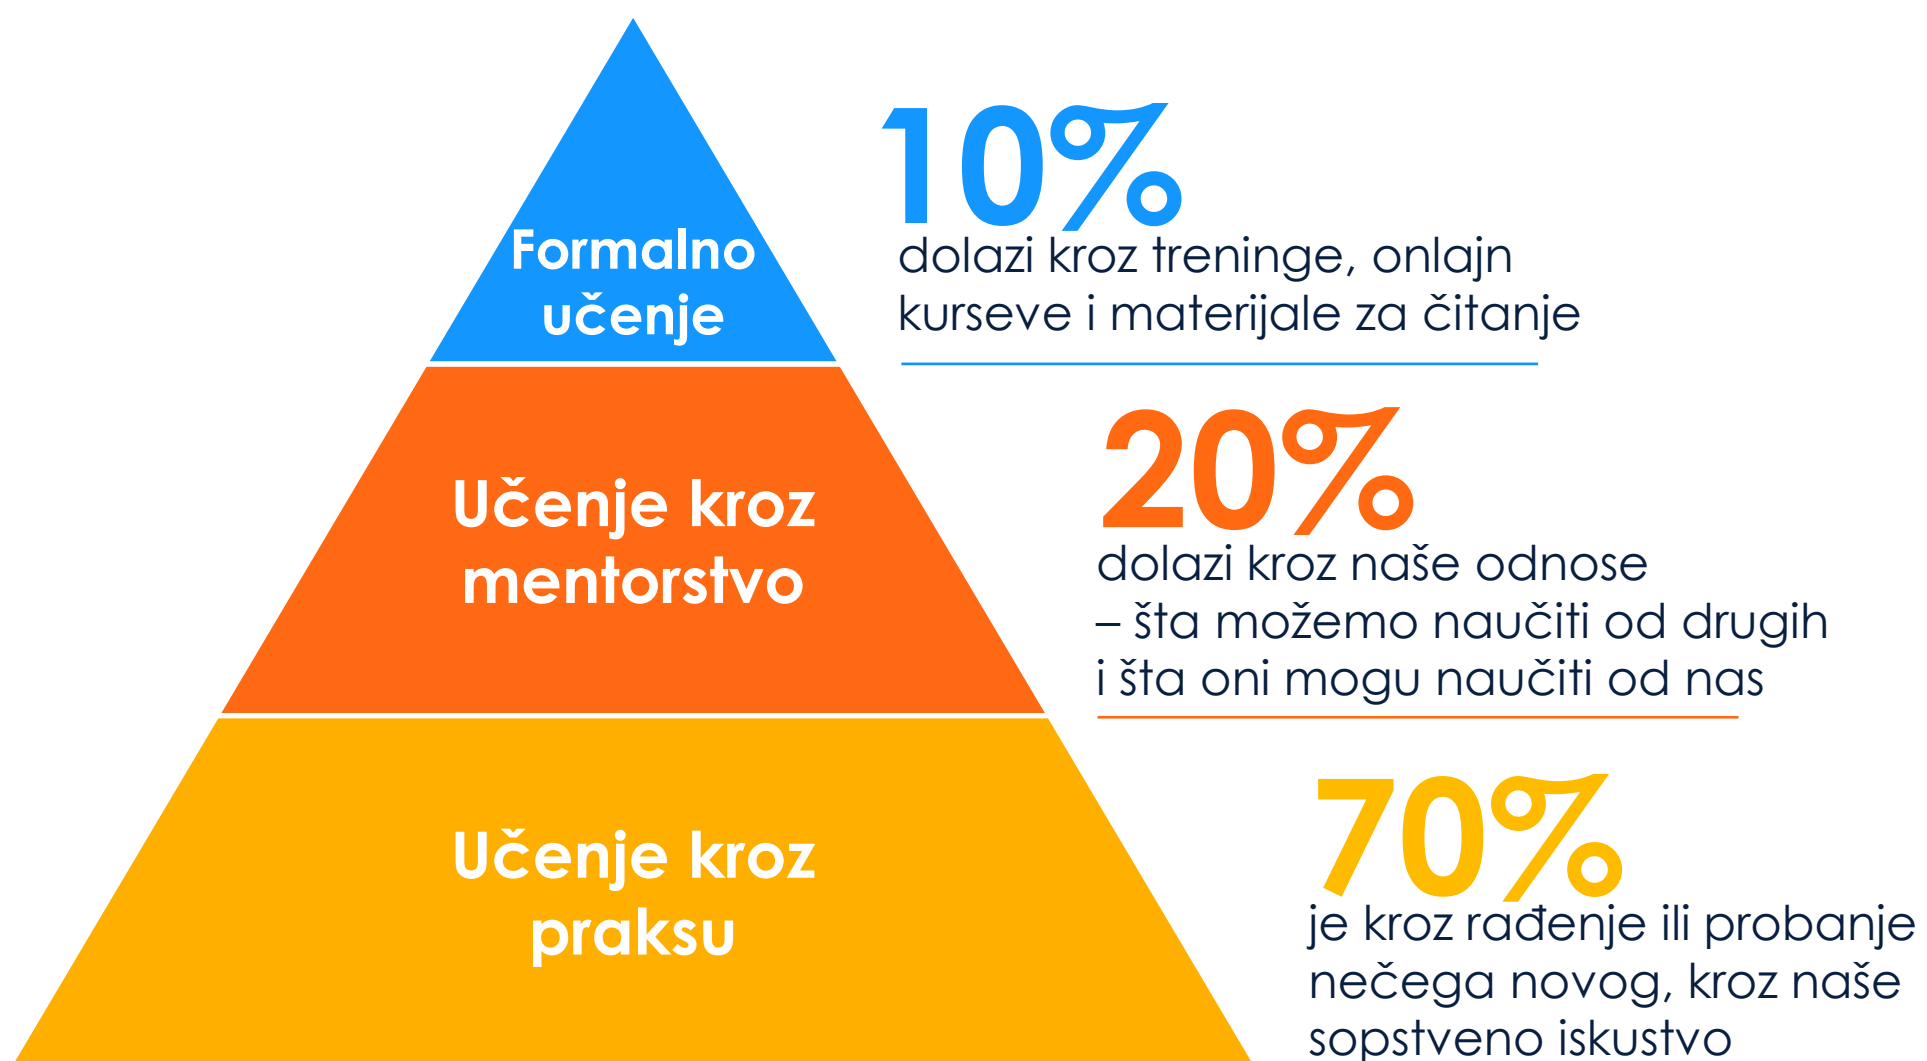 Formalno
učenje
10%
dolazi kroz treninge, onlajn
kurseve i materijale za čitanje
Učenje kroz
mentorstvo
20%
dolazi kroz naše odnose
– šta možemo naučiti od drugih
i šta oni mogu naučiti od nas
Učenje kroz
praksu
70%
je kroz rađenje ili probanje
nečega novog, kroz naše
sopstveno iskustvo